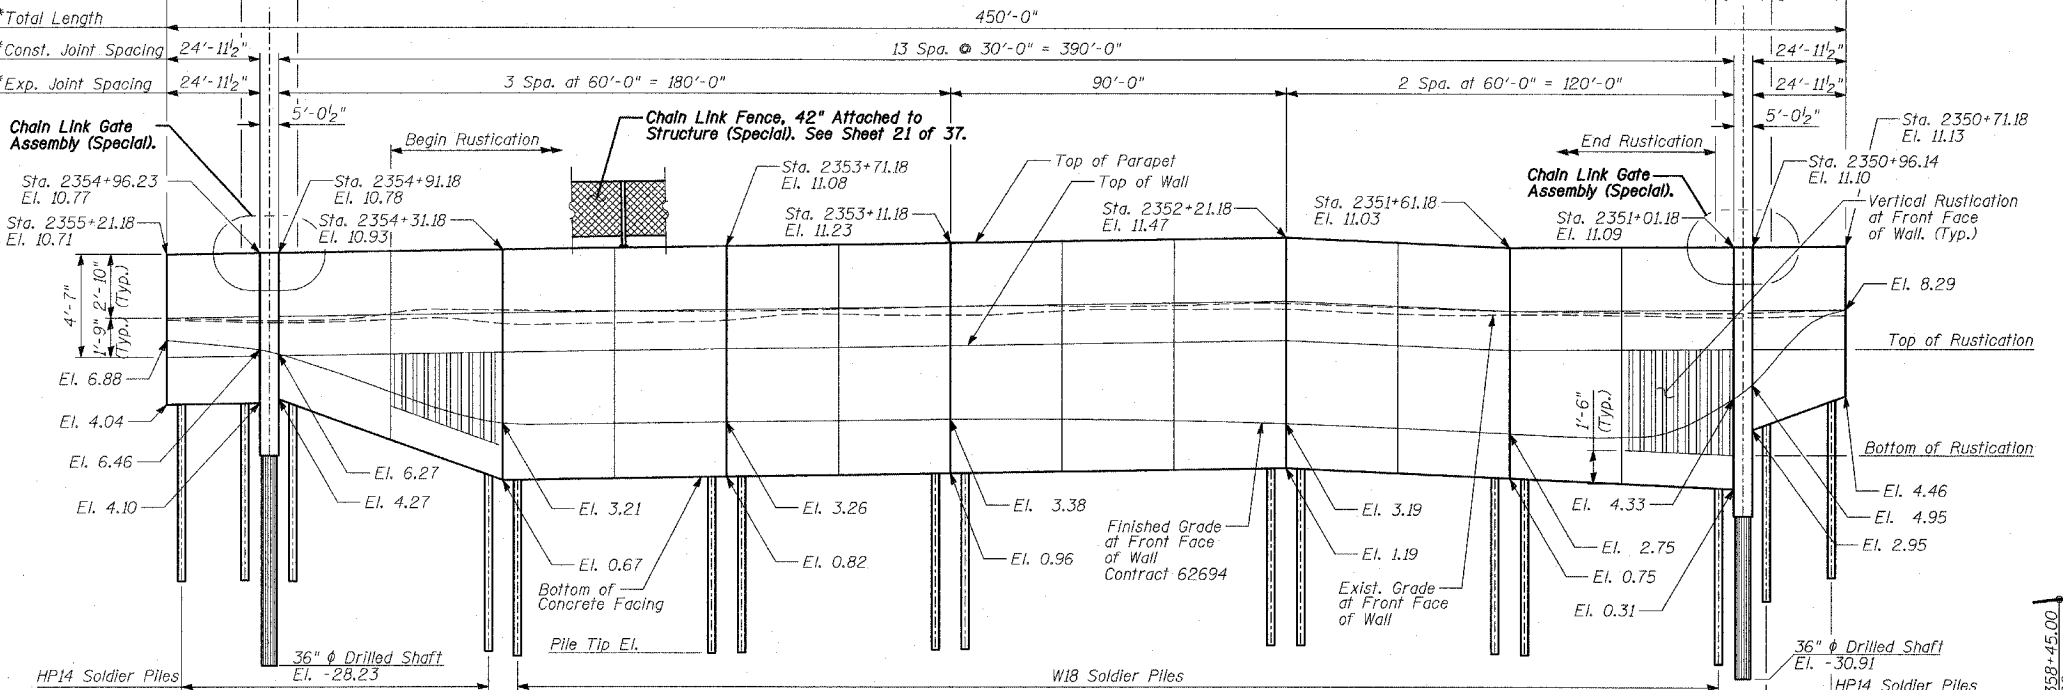 *Total Length
450'-0"
*Const. Joint Spacing
24'-11½"
13 Spa. @ 30'-0" = 390'-0"
24'-11½"
*Exp. Joint Spacing
24'-11½"
3 Spa. at 60'-0" = 180'-0"
90'-0"
2 Spa. at 60'-0" = 120'-0"
24'-11½"
5'-0½"
5'-0½"
Chain Link Gate
Assembly (Special).
Begin Rustication
Chain Link Fence, 42" Attached to
Structure (Special). See Sheet 21 of 37.
End Rustication
Sta. 2350+71.18
El. 11.13
Sta. 2354+96.23
El. 10.77
Sta. 2354+91.18
El. 10.78
Sta. 2353+71.18
El. 11.08
Top of Parapet
Top of Wall
Chain Link Gate
Assembly (Special).
Sta. 2350+96.14
El. 11.10
Sta. 2355+21.18
El. 10.71
Sta. 2354+31.18
El. 10.93
Sta. 2353+11.18
El. 11.23
Sta. 2352+21.18
El. 11.47
Sta. 2351+61.18
El. 11.03
Sta. 2351+01.18
El. 11.09
Vertical Rustication
at Front Face
of Wall. (Typ.)
4'-7"
2'-10"
(Typ.)
1'-9"
(Typ.)
El. 8.29
Top of Rustication
El. 6.88
El. 4.04
El. 6.46
El. 4.10
El. 6.27
El. 4.27
El. 3.21
El. 0.67
Bottom of
Concrete Facing
El. 3.26
El. 0.82
El. 3.38
El. 0.96
Finished Grade
at Front Face
of Wall
Contract 62694
El. 3.19
El. 1.19
Exist. Grade
at Front Face
of Wall
1'-6"
(Typ.)
El. 4.33
El. 2.75
El. 0.75
El. 0.31
Bottom of Rustication
El. 4.46
El. 4.95
El. 2.95
Pile Tip El.
36" φ Drilled Shaft
El. -28.23
36" φ Drilled Shaft
El. -30.91
HP14 Soldier Piles
W18 Soldier Piles
HP14 Soldier Piles
358+45.00